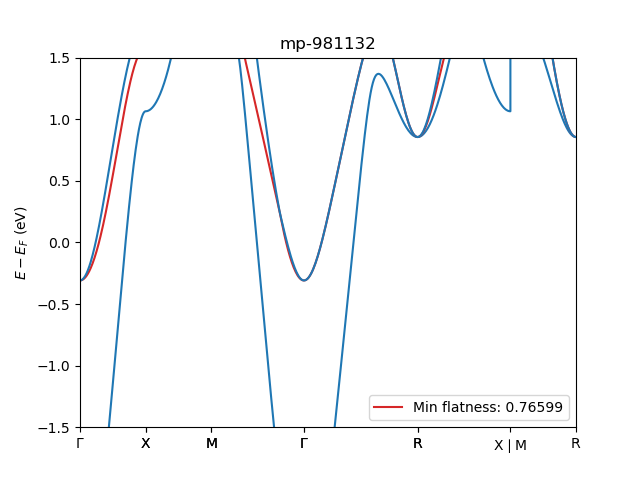 mp-981132
E − E_F (eV)
1.5
1.0
0.5
0.0
−0.5
−1.0
−1.5
Min flatness: 0.76599
Γ X M Γ R X | M R